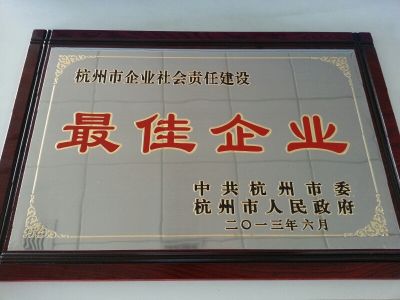 杭州市企业社会责任建设
最佳企业
中共杭州市委
杭州市人民政府
二〇一三年六月